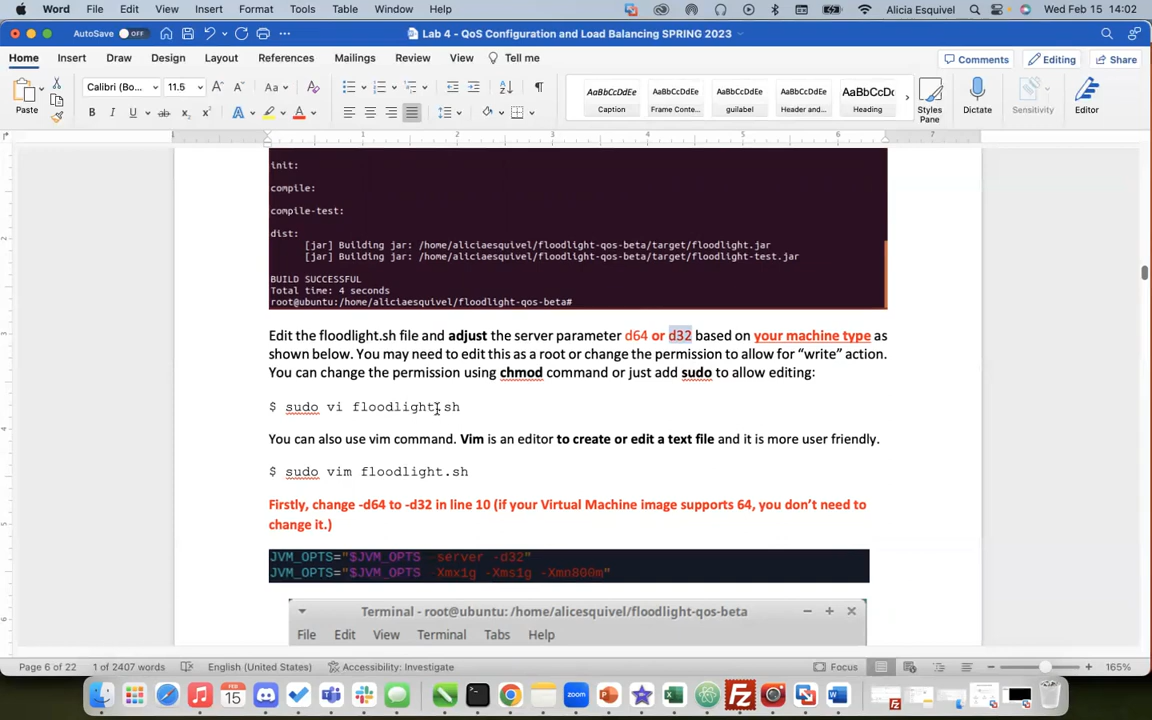 Word File Edit View Insert Format Tools Table Window Help Alicia Esquivel Wed Feb 15 14:02
AutoSave OFF Lab 4 - QoS Configuration and Load Balancing SPRING 2023
Home Insert Draw Design Layout References Mailings Review View Tell me Comments Editing Share
Calibri (Bo... 11.5
AaBbCcDdEe AaBbCcDdEe AaBbCcDdEe AaBbCcDdEe AaBbCcDc
Paste Caption Frame Conte... guilabel Header and... Heading Styles Pane Dictate Sensitivity Editor
init:
compile:
compile-test:
dist:
[jar] Building jar: /home/aliciaesquivel/floodlight-qos-beta/target/floodlight.jar
[jar] Building jar: /home/aliciaesquivel/floodlight-qos-beta/target/floodlight-test.jar
BUILD SUCCESSFUL
Total time: 4 seconds
root@ubuntu:/home/aliciaesquivel/floodlight-qos-beta#
Edit the floodlight.sh file and adjust the server parameter d64 or d32 based on your machine type as
shown below. You may need to edit this as a root or change the permission to allow for “write” action.
You can change the permission using chmod command or just add sudo to allow editing:
$ sudo vi floodlight.sh
You can also use vim command. Vim is an editor to create or edit a text file and it is more user friendly.
$ sudo vim floodlight.sh
Firstly, change -d64 to -d32 in line 10 (if your Virtual Machine image supports 64, you don’t need to
change it.)
JVM_OPTS="$JVM_OPTS -server -d32"
JVM_OPTS="$JVM_OPTS -Xmx1g -Xms1g -Xmn800m"
Terminal - root@ubuntu: /home/alicesquivel/floodlight-qos-beta
File Edit View Terminal Tabs Help
Page 6 of 22 1 of 2407 words English (United States) Accessibility: Investigate Focus 165%